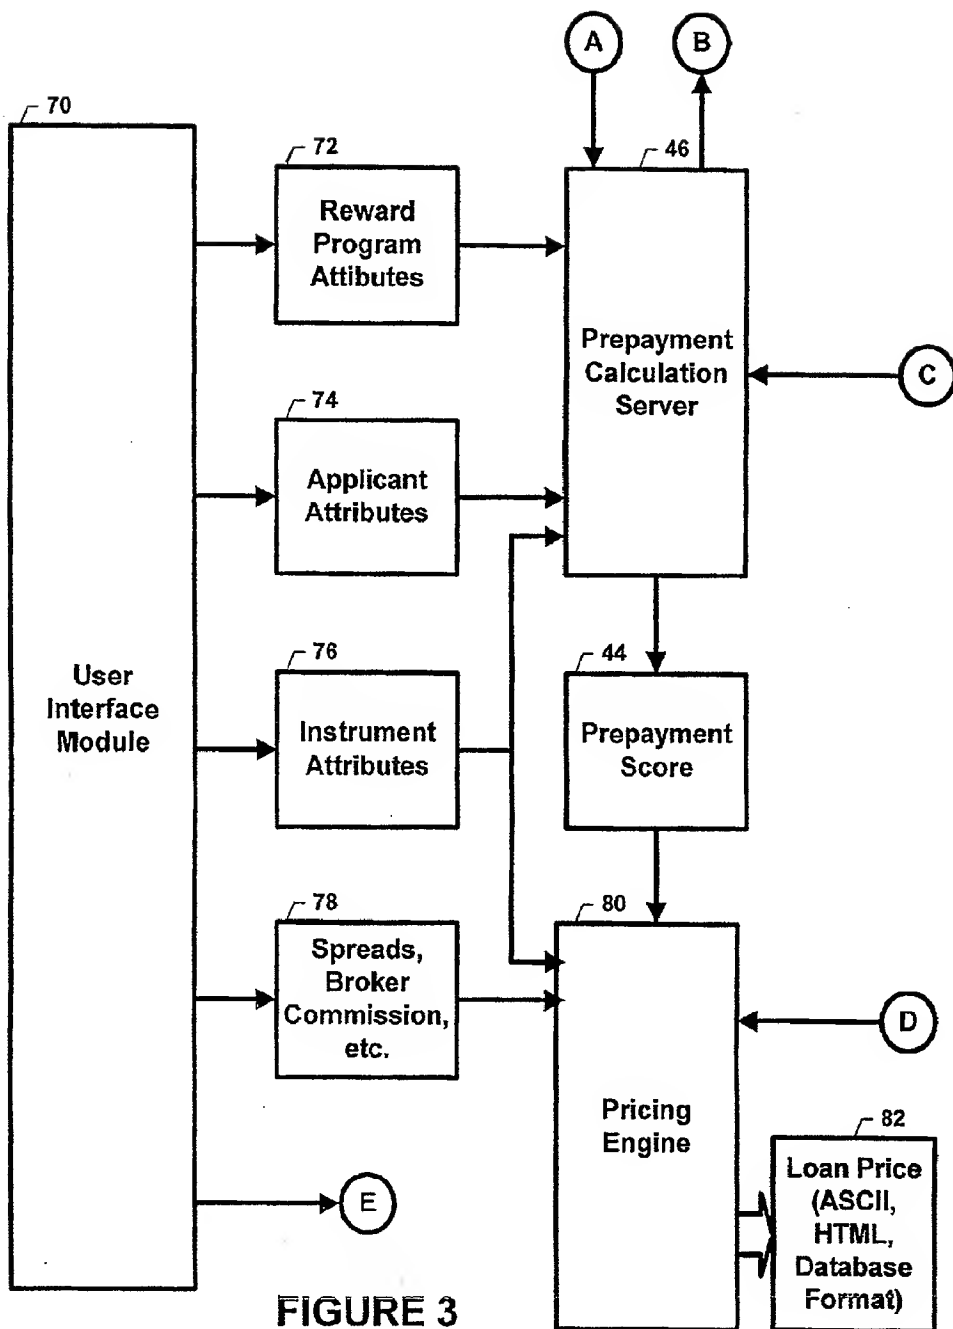 A
B
70
72
46
Reward
Program
Attibutes
Prepayment
Calculation
Server
C
74
Applicant
Attributes
User
Interface
Module
76
44
Instrument
Attributes
Prepayment
Score
78
80
Spreads,
Broker
Commission,
etc.
D
Pricing
Engine
82
Loan Price
(ASCII,
HTML,
Database
Format)
E
FIGURE 3